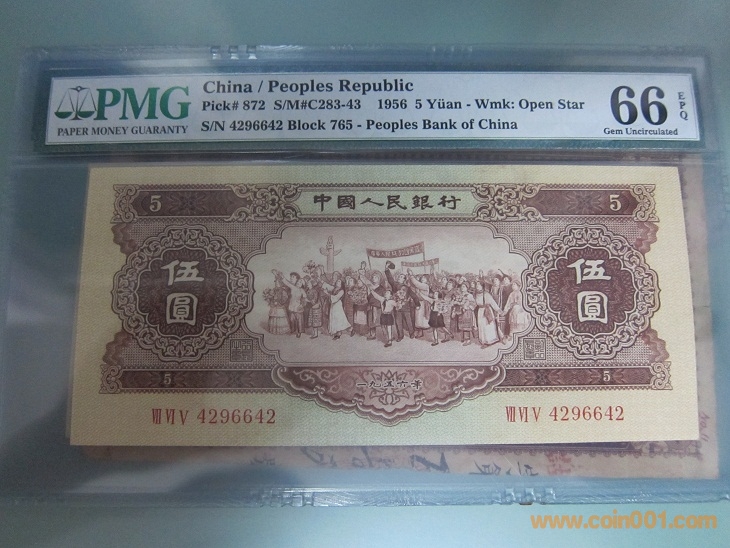 PMG
PAPER MONEY GUARANTY
China / Peoples Republic
Pick# 872 S/M#C283-43 1956 5 Yüan - Wmk: Open Star
S/N 4296642 Block 765 - Peoples Bank of China
66 EPQ
Gem Uncirculated
5 中國人民銀行 5
伍圓 伍圓
5 一九五六年 5
ⅦⅥⅤ 4296642 ⅦⅥⅤ 4296642
www.coin001.com